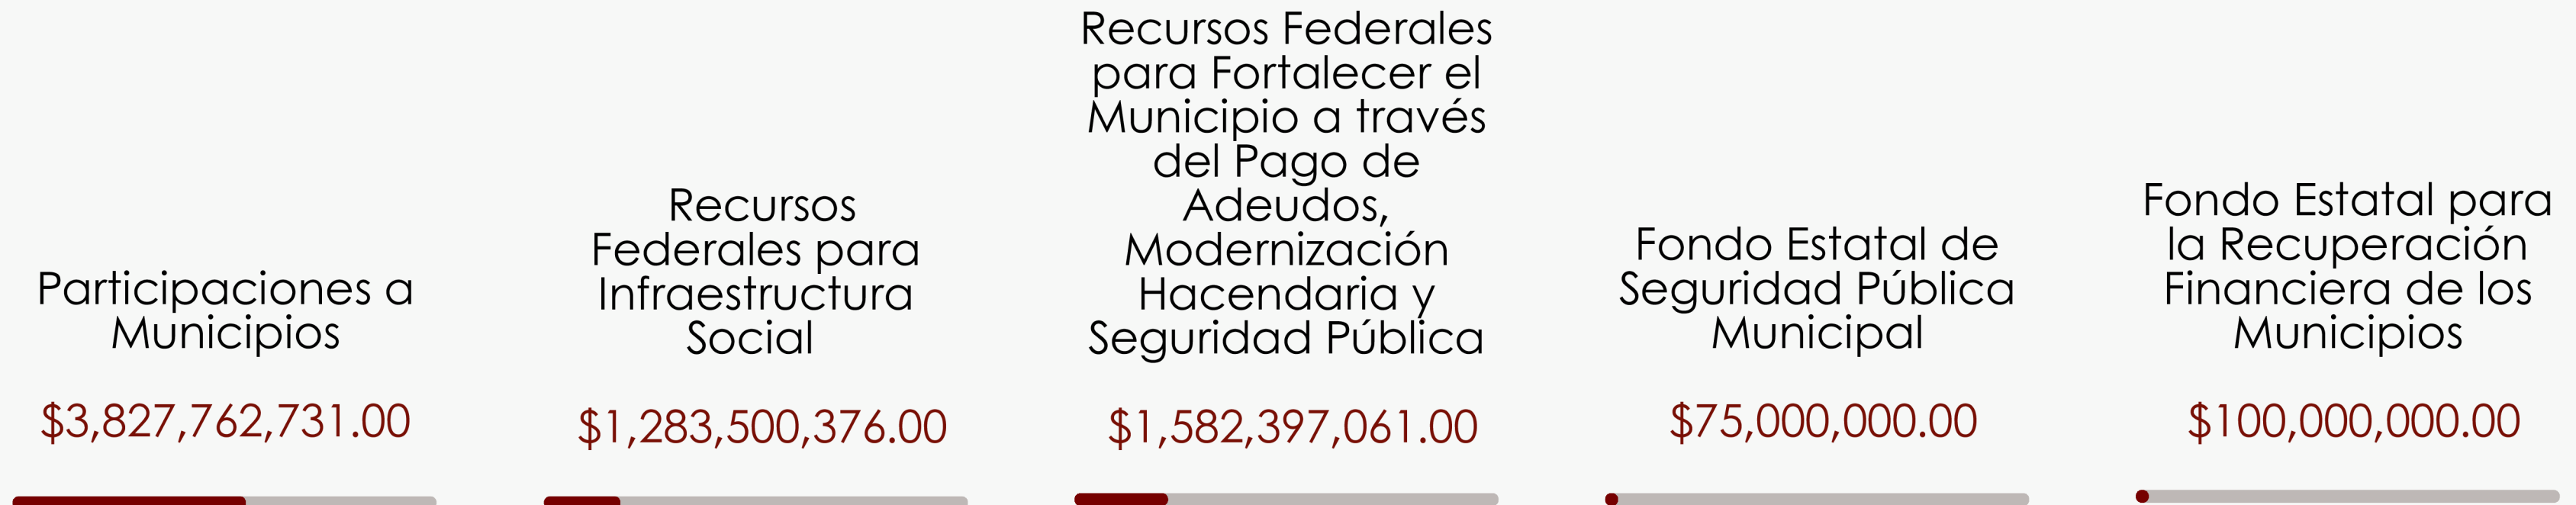 Participaciones a
Municipios
$3,827,762,731.00
Recursos
Federales para
Infraestructura
Social
$1,283,500,376.00
Recursos Federales
para Fortalecer el
Municipio a través
del Pago de
Adeudos,
Modernización
Hacendaria y
Seguridad Pública
$1,582,397,061.00
Fondo Estatal de
Seguridad Pública
Municipal
$75,000,000.00
Fondo Estatal para
la Recuperación
Financiera de los
Municipios
$100,000,000.00